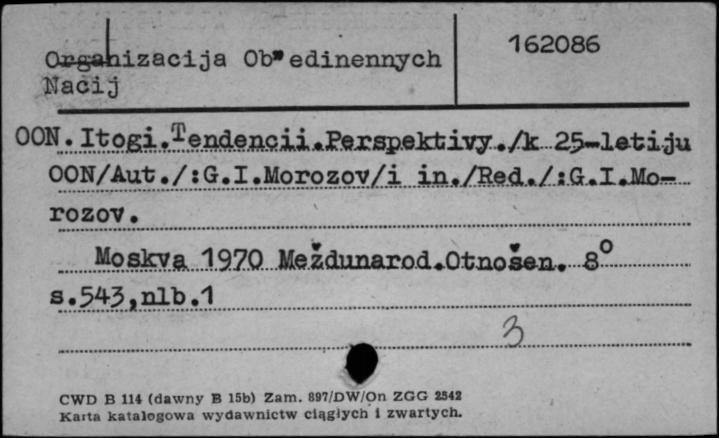 Organizacija Ob"edinennych
Nacij
162086
OON.Itogi.Tendencii.Perspektivy./k 25-letiju
OON/Aut./:G.I.Morozov/i in./Red./:G.I.Mo-
rozov.
Moskva 1970 Meždunarod.Otnošen. 8°
s.543,nlb.1
3
CWD B 114 (dawny B 15b) Zam. 897/DW/On ZGG 2542
Karta katalogowa wydawnictw ciągłych i zwartych.